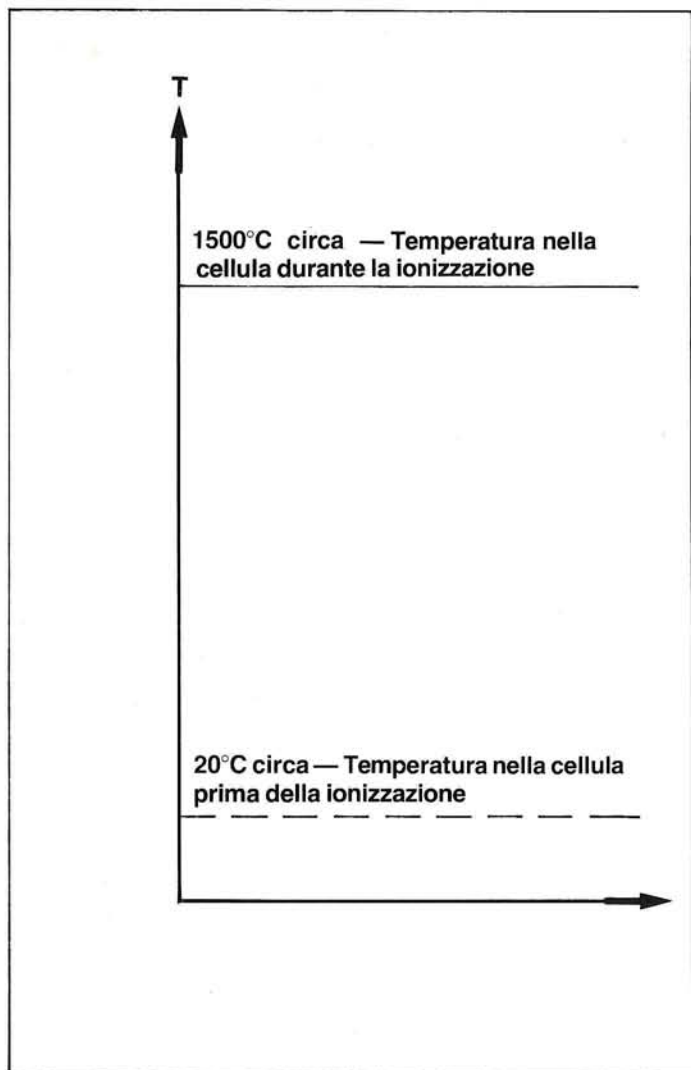 T
1500°C circa — Temperatura nella
cellula durante la ionizzazione
20°C circa — Temperatura nella cellula
prima della ionizzazione